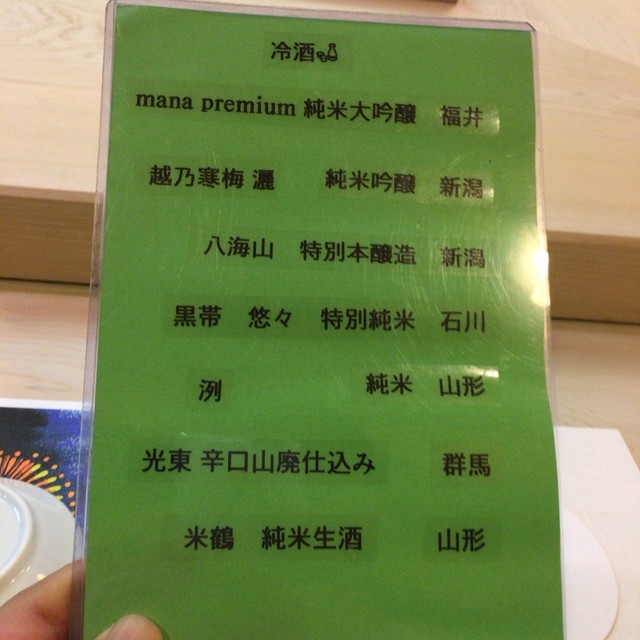 冷酒🍶
mana premium 純米大吟醸 福井
越乃寒梅 灑 純米吟醸 新潟
八海山 特別本醸造 新潟
黒帯 悠々 特別純米 石川
洌 純米 山形
光東 辛口山廃仕込み 群馬
米鶴 純米生酒 山形